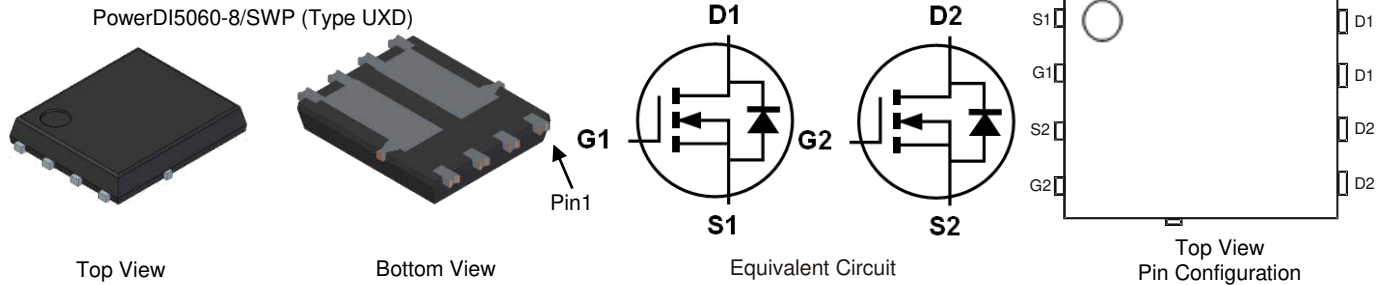 PowerDI5060-8/SWP (Type UXD)
Top View
Bottom View
Pin1
D1
G1
S1
D2
G2
S2
Equivalent Circuit
S1
G1
S2
G2
D1
D1
D2
D2
Top View
Pin Configuration